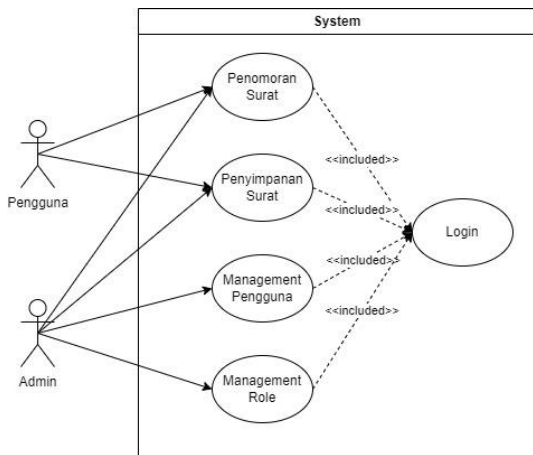 System
Penomoran
Surat
<<included>>
Pengguna
Penyimpanan
Surat
<<included>>
Login
<<included>>
Management
Pengguna
<<included>>
Admin
Management
Role